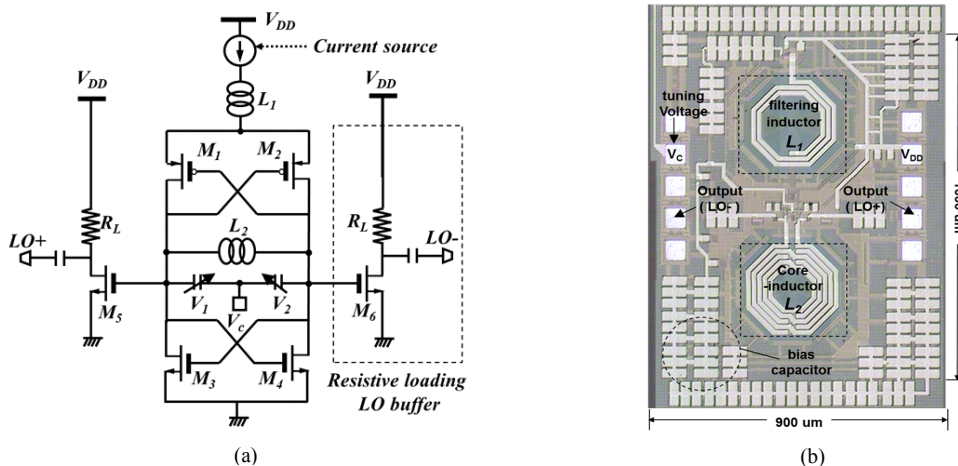 V_DD
Current source
L_1
V_DD
V_DD
M_1
M_2
R_L
R_L
L_2
LO+
LO-
V_1
V_2
M_5
V_c
M_6
M_3
M_4
Resistive loading
LO buffer
(a)
tuning
Voltage
filtering
inductor
L_1
V_C
V_DD
Output
(LO-)
Output
(LO+)
Core
-inductor
L_2
bias
capacitor
um
900 um
(b)